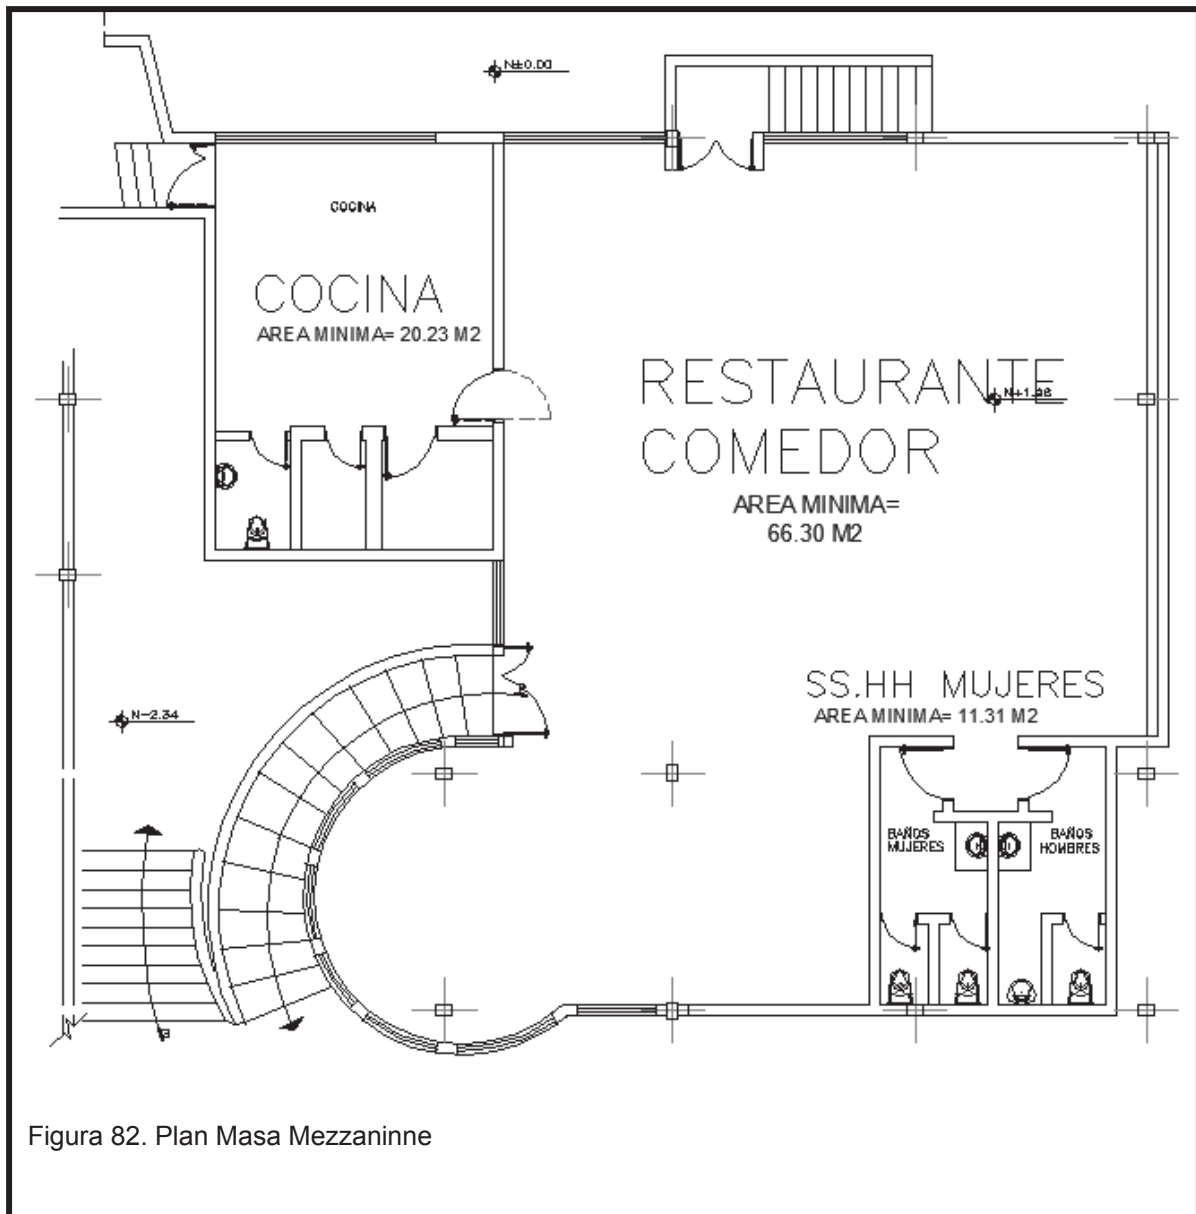 N±0.00
COCINA
COCINA
AREA MINIMA= 20.23 M2
RESTAURANTE
COMEDOR
AREA MINIMA=
66.30 M2
SS.HH MUJERES
AREA MINIMA= 11.31 M2
N-2.34
BAÑOS
MUJERES
BAÑOS
HOMBRES
Figura 82. Plan Masa Mezzaninne